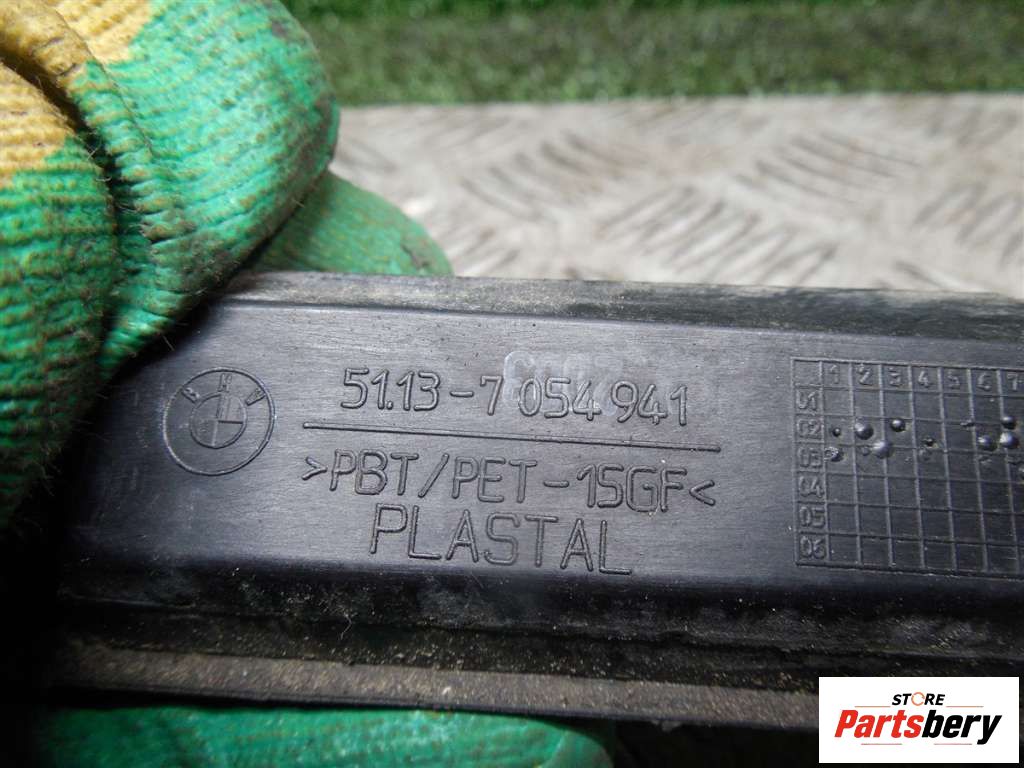 BMW
51.13-7 054 941
>PBT/PET-15GF<
PLASTAL
1 2 3 4 5 6 7
01
02
03
04
05
06
STORE
Partsbery